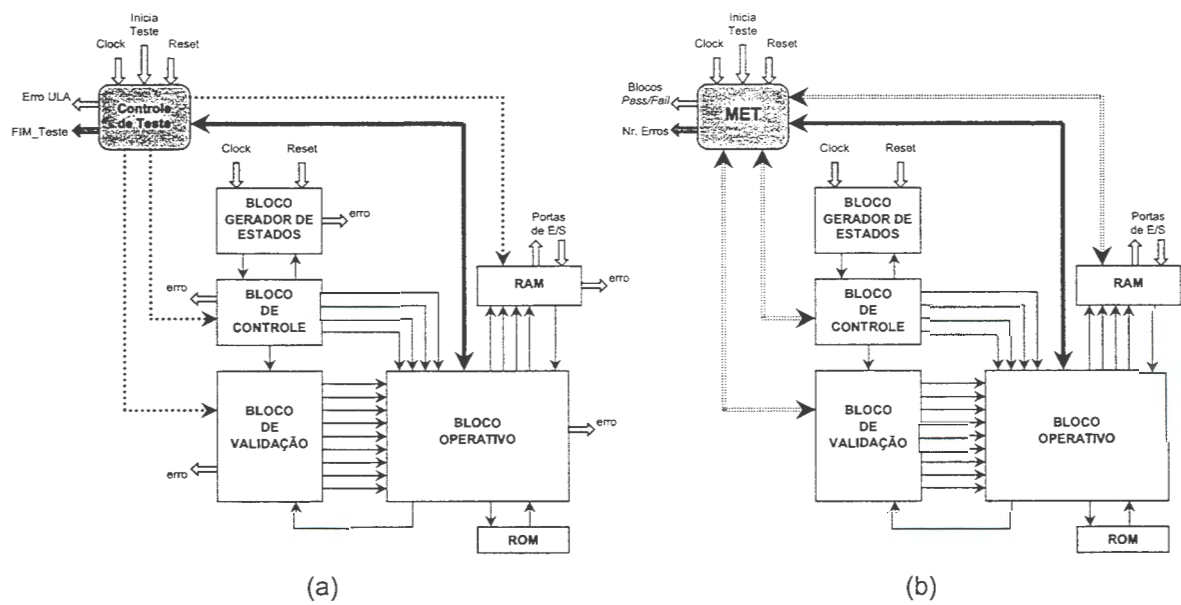 Inicia
Teste
Clock
Reset
Erro ULA
FIM_Teste
Controle
de Teste
Clock
Reset
BLOCO
GERADOR DE
ESTADOS
erro
Portas
de E/S
RAM
erro
erro
BLOCO
DE
CONTROLE
BLOCO
DE
VALIDAÇÃO
erro
BLOCO
OPERATIVO
erro
ROM
(a)
Inicia
Teste
Clock
Reset
Blocos
Pass/Fail
Nr. Erros
MET
Clock
Reset
BLOCO
GERADOR DE
ESTADOS
Portas
de E/S
RAM
BLOCO
DE
CONTROLE
BLOCO
DE
VALIDAÇÃO
BLOCO
OPERATIVO
ROM
(b)